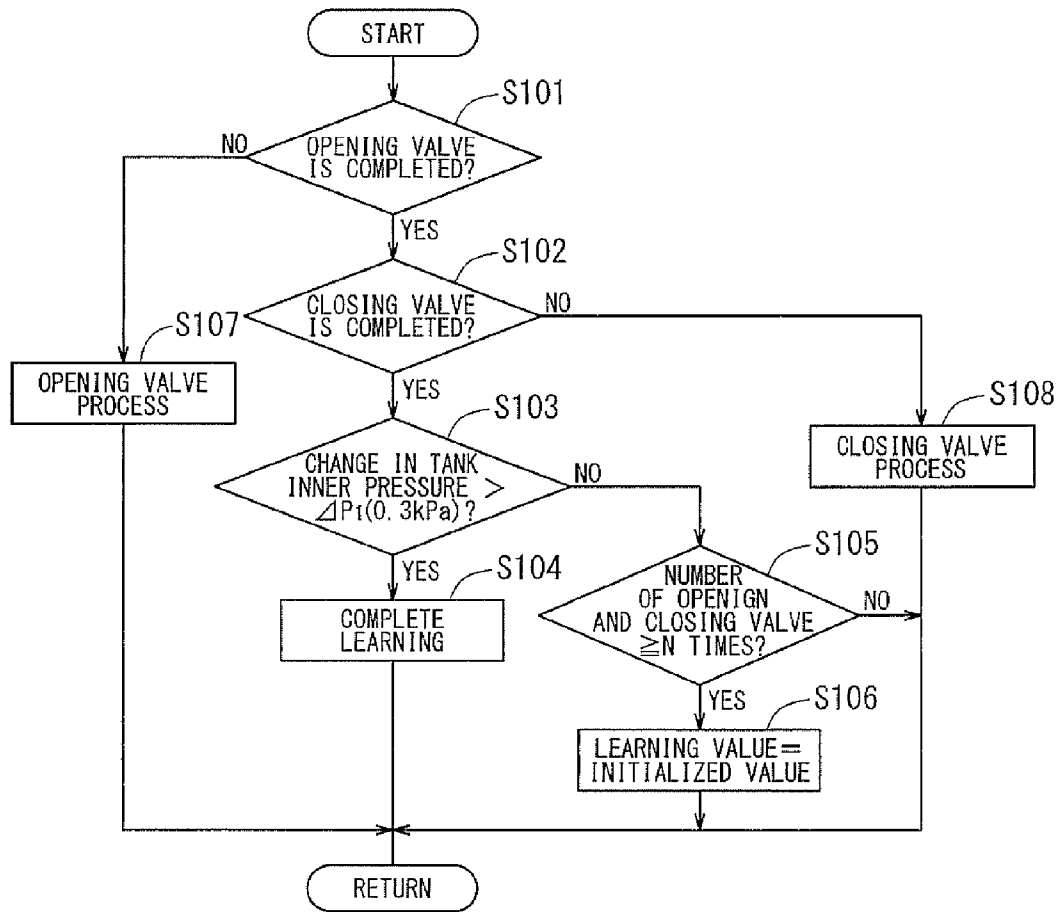 START
S101
OPENING VALVE
IS COMPLETED?
NO
YES
S102
CLOSING VALVE
IS COMPLETED?
NO
YES
S107
OPENING VALVE
PROCESS
S103
CHANGE IN TANK
INNER PRESSURE >
⊿Pt(0.3kPa)?
NO
YES
S108
CLOSING VALVE
PROCESS
S104
COMPLETE
LEARNING
S105
NUMBER
OF OPENIGN
AND CLOSING VALVE
≧N TIMES?
NO
YES
S106
LEARNING VALUE=
INITIALIZED VALUE
RETURN